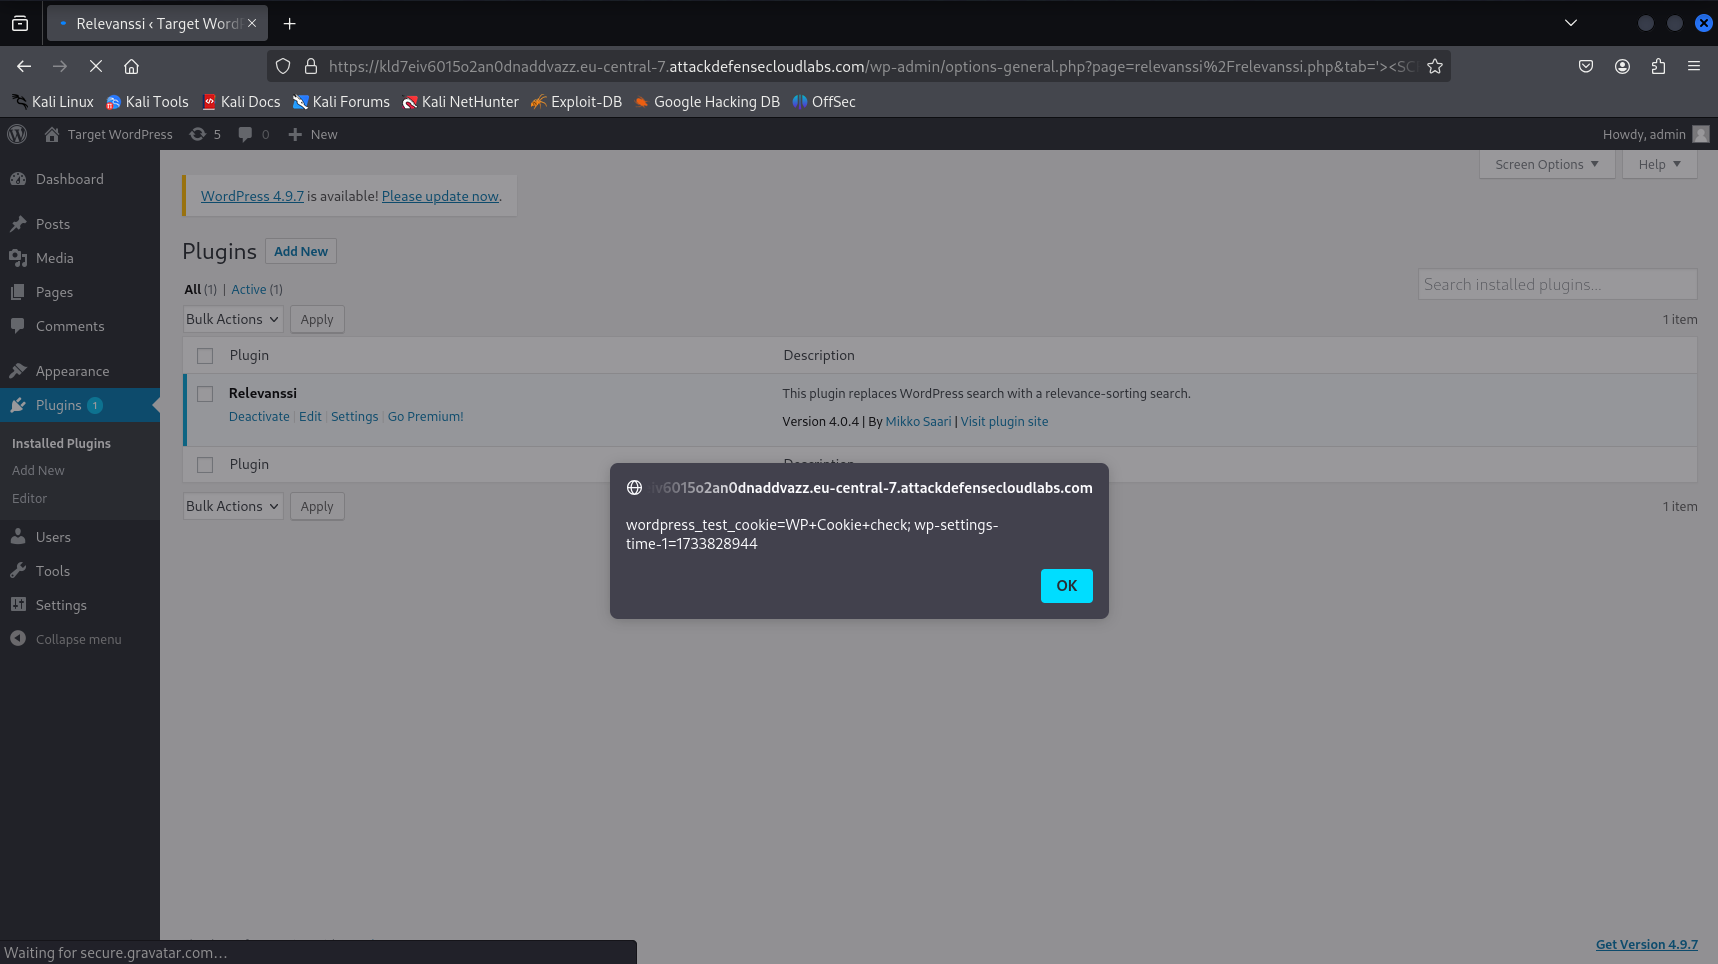 Relevanssi ‹ Target Word
https://kld7eiv6015o2an0dnaddvazz.eu-central-7.attackdefensecloudlabs.com/wp-admin/options-general.php?page=relevanssi%2Frelevanssi.php&tab='><SC
Kali Linux Kali Tools Kali Docs Kali Forums Kali NetHunter Exploit-DB Google Hacking DB OffSec
Target WordPress 5 0 New Howdy, admin
Screen Options Help
Dashboard
WordPress 4.9.7 is available! Please update now.
Posts
Plugins Add New
Media
All (1) | Active (1)
Search installed plugins...
Pages
Bulk Actions Apply 1 item
Comments
Plugin Description
Appearance
Relevanssi This plugin replaces WordPress search with a relevance-sorting search.
Plugins 1
Deactivate | Edit | Settings | Go Premium! Version 4.0.4 | By Mikko Saari | Visit plugin site
Installed Plugins
Plugin Description
Add New
Editor
Bulk Actions Apply 1 item
Users
Tools
Settings
Collapse menu
iv6015o2an0dnaddvazz.eu-central-7.attackdefensecloudlabs.com
wordpress_test_cookie=WP+Cookie+check; wp-settings-
time-1=1733828944
OK
Get Version 4.9.7
Waiting for secure.gravatar.com…